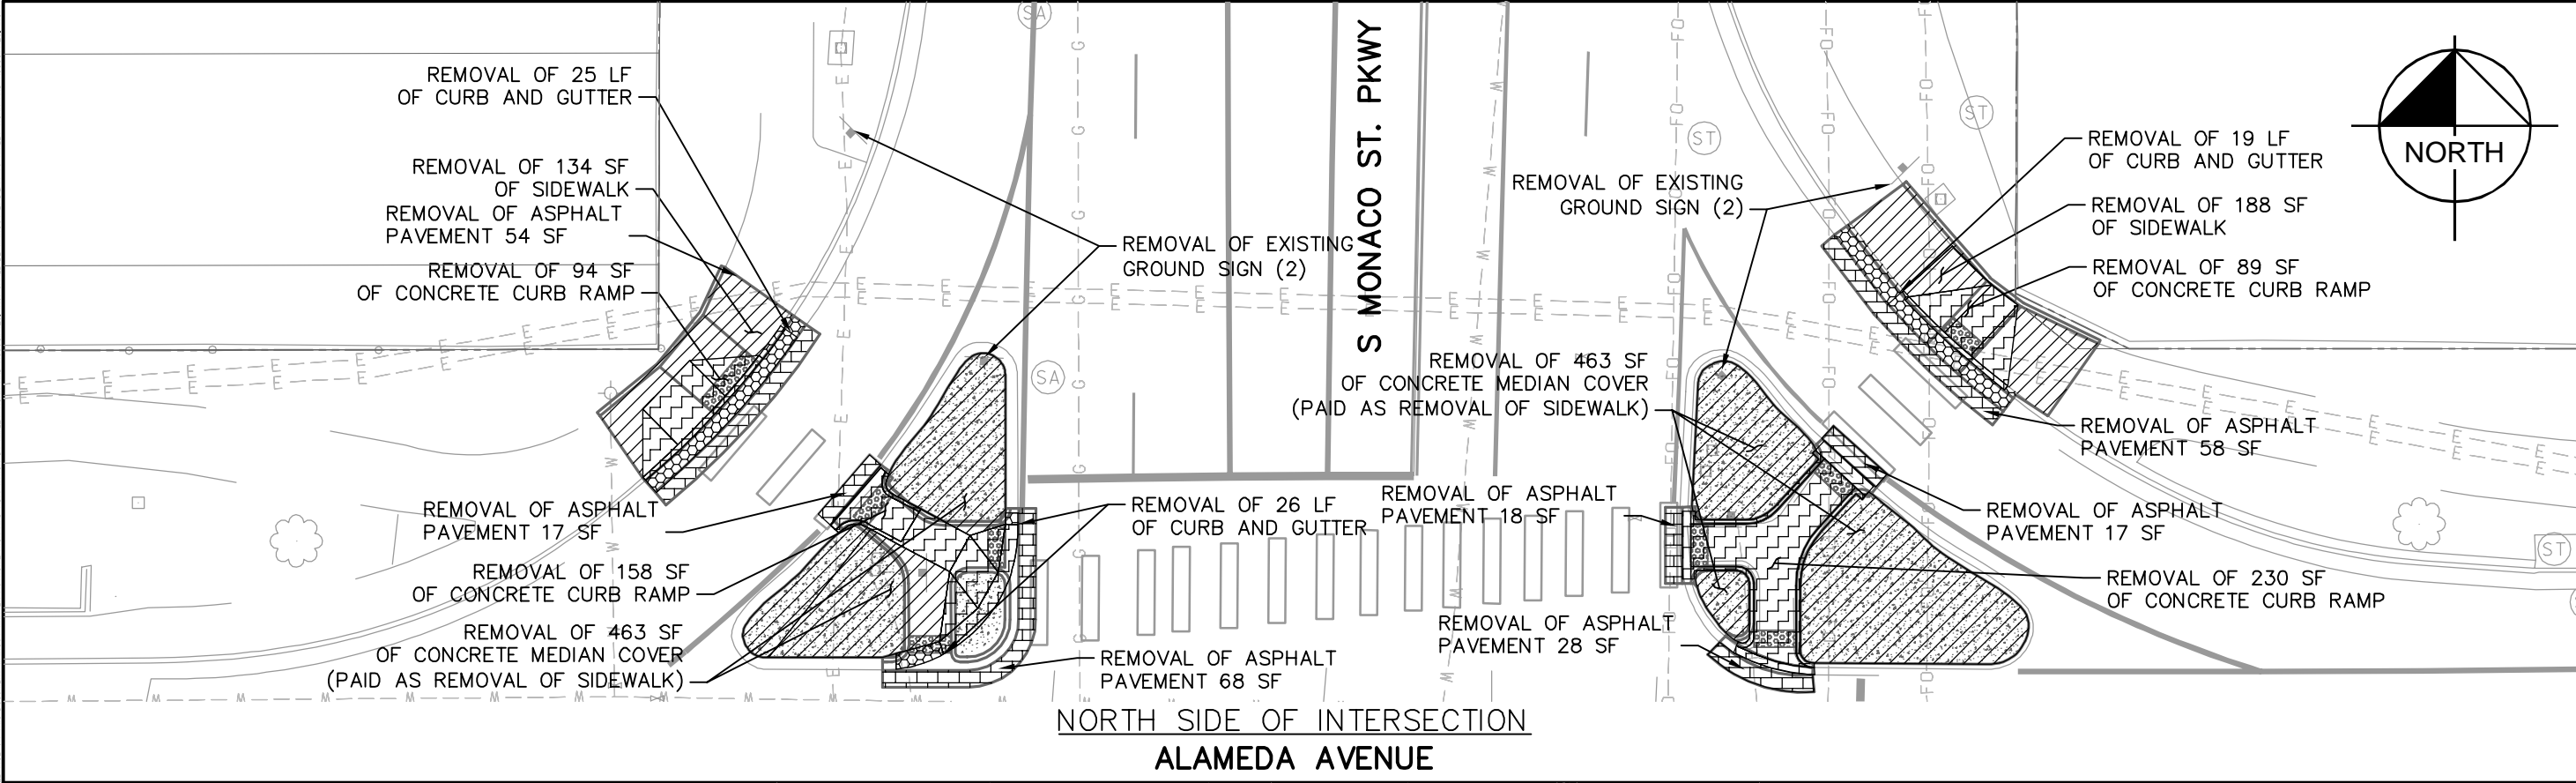 REMOVAL OF 25 LF
OF CURB AND GUTTER
REMOVAL OF 134 SF
OF SIDEWALK
REMOVAL OF ASPHALT
PAVEMENT 54 SF
REMOVAL OF 94 SF
OF CONCRETE CURB RAMP
REMOVAL OF ASPHALT
PAVEMENT 17 SF
REMOVAL OF 158 SF
OF CONCRETE CURB RAMP
REMOVAL OF 463 SF
OF CONCRETE MEDIAN COVER
(PAID AS REMOVAL OF SIDEWALK)
SA
SA
REMOVAL OF EXISTING
GROUND SIGN (2)
REMOVAL OF 26 LF
OF CURB AND GUTTER
REMOVAL OF ASPHALT
PAVEMENT 68 SF
S MONACO ST. PKWY
REMOVAL OF EXISTING
GROUND SIGN (2)
REMOVAL OF 463 SF
OF CONCRETE MEDIAN COVER
(PAID AS REMOVAL OF SIDEWALK)
REMOVAL OF ASPHALT
PAVEMENT 18 SF
REMOVAL OF ASPHALT
PAVEMENT 28 SF
ST
ST
REMOVAL OF 19 LF
OF CURB AND GUTTER
REMOVAL OF 188 SF
OF SIDEWALK
REMOVAL OF 89 SF
OF CONCRETE CURB RAMP
REMOVAL OF ASPHALT
PAVEMENT 58 SF
REMOVAL OF ASPHALT
PAVEMENT 17 SF
REMOVAL OF 230 SF
OF CONCRETE CURB RAMP
ST
NORTH
NORTH SIDE OF INTERSECTION
ALAMEDA AVENUE